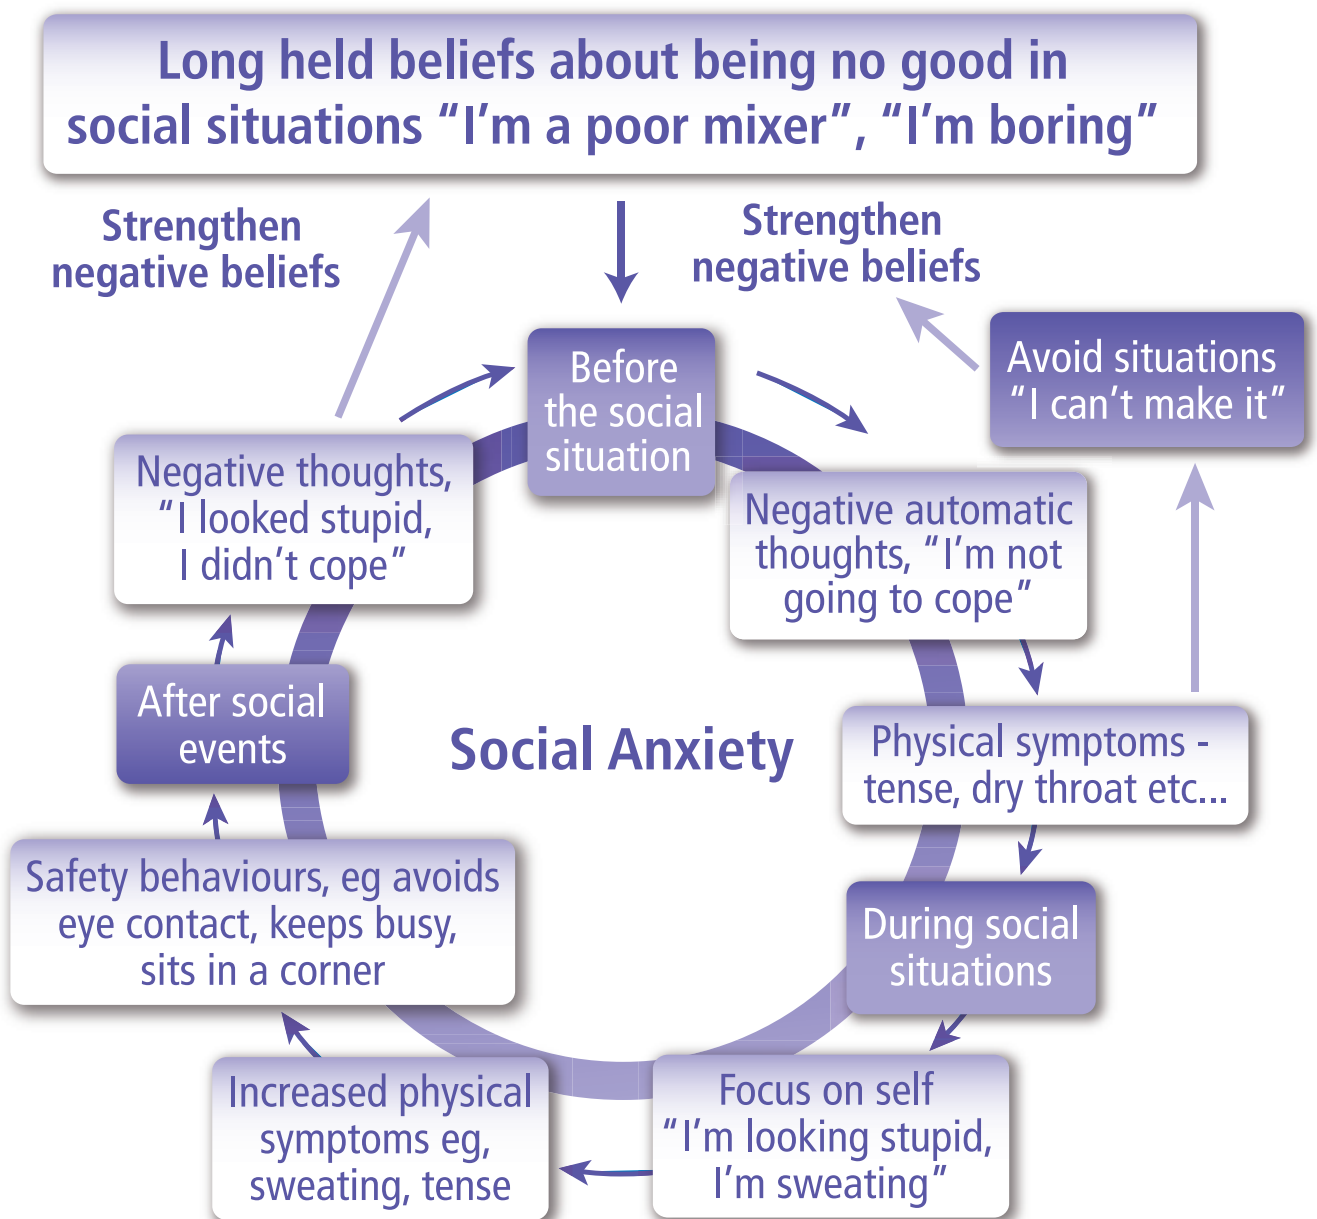 Long held beliefs about being no good in
social situations “I’m a poor mixer”, “I’m boring”
Strengthen
negative beliefs
Strengthen
negative beliefs
Before
the social
situation
Avoid situations
“I can’t make it”
Negative automatic
thoughts, “I’m not
going to cope”
Physical symptoms -
tense, dry throat etc...
During social
situations
Focus on self
“I’m looking stupid,
I’m sweating”
Increased physical
symptoms eg,
sweating, tense
Safety behaviours, eg avoids
eye contact, keeps busy,
sits in a corner
After social
events
Negative thoughts,
“I looked stupid,
I didn’t cope”
Social Anxiety